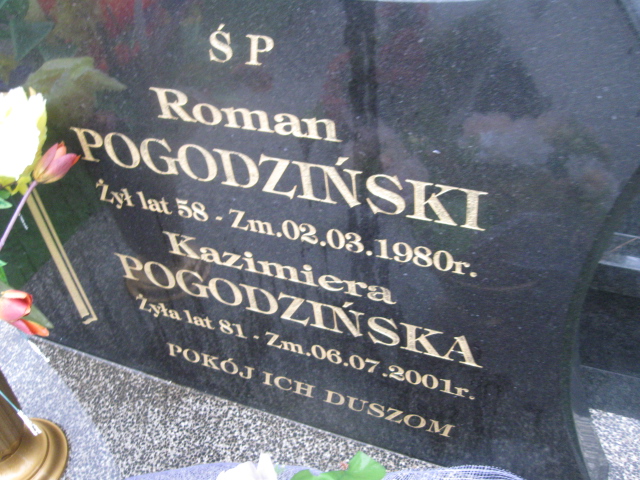 Ś P
Roman
POGODZIŃSKI
Żył lat 58 - Zm.02.03.1980r.
Kazimiera
POGODZIŃSKA
Żyła lat 81 - Zm.06.07.2001r.
POKÓJ ICH DUSZOM